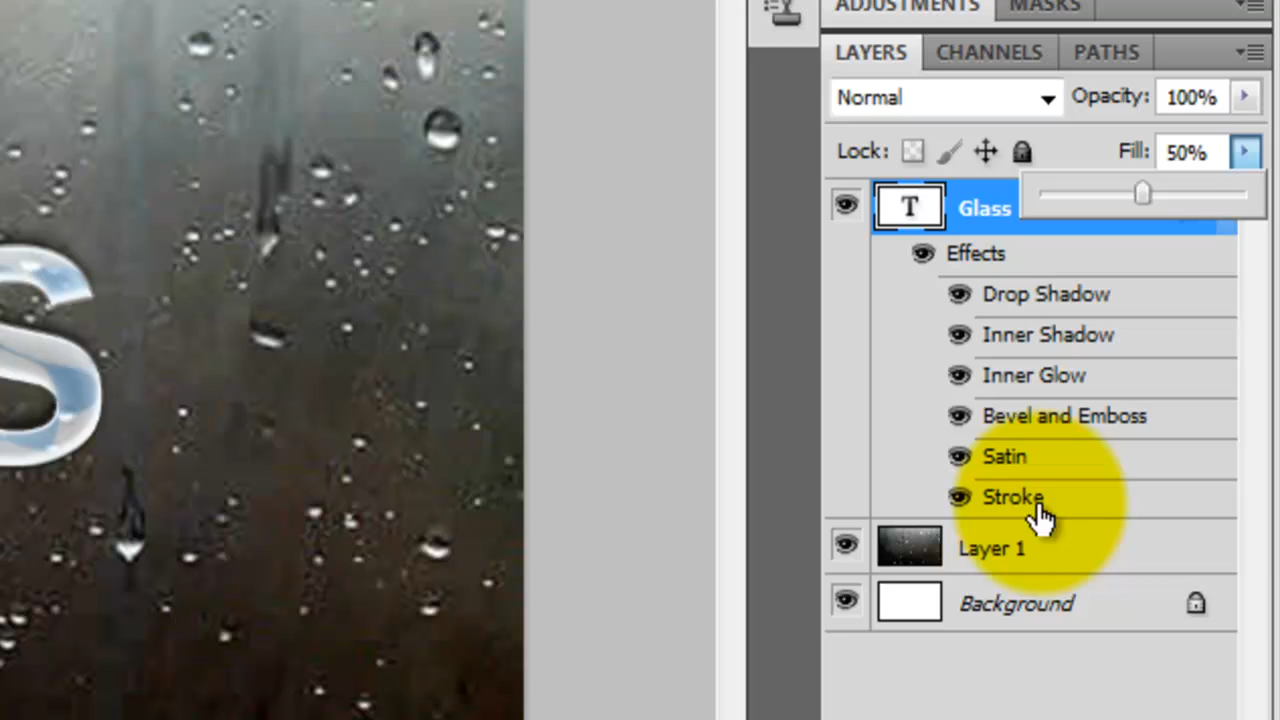 ADJUSTMENTS MASKS
LAYERS CHANNELS PATHS
Normal Opacity: 100%
Lock: Fill: 50%
T Glass
Effects
Drop Shadow
Inner Shadow
Inner Glow
Bevel and Emboss
Satin
Stroke
Layer 1
Background
S